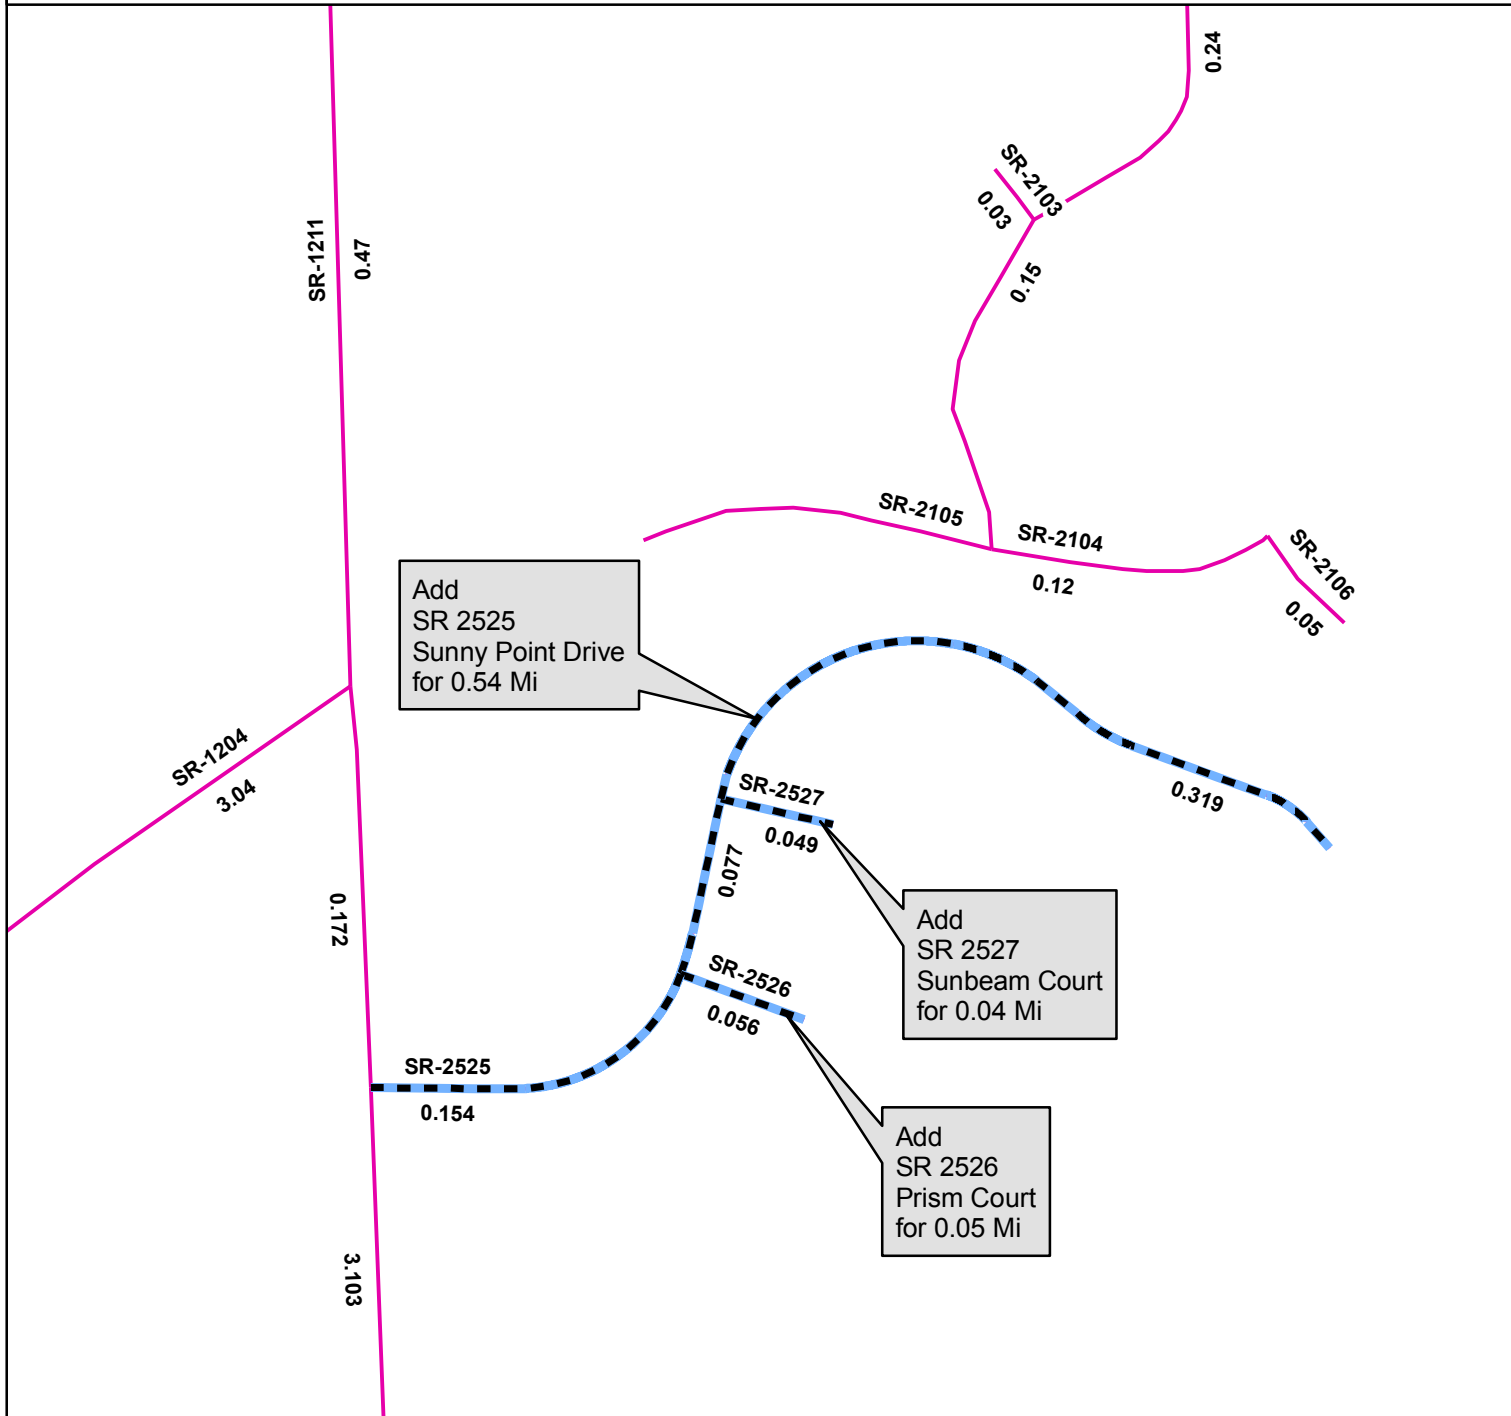 0.24
SR-2103
0.03
SR-1211
0.47
0.15
SR-2105
SR-2104
0.12
SR-2106
0.05
Add
SR 2525
Sunny Point Drive
for 0.54 Mi
SR-1204
3.04
SR-2527
0.049
0.319
0.077
0.172
Add
SR 2527
Sunbeam Court
for 0.04 Mi
SR-2526
0.056
SR-2525
0.154
Add
SR 2526
Prism Court
for 0.05 Mi
3.103